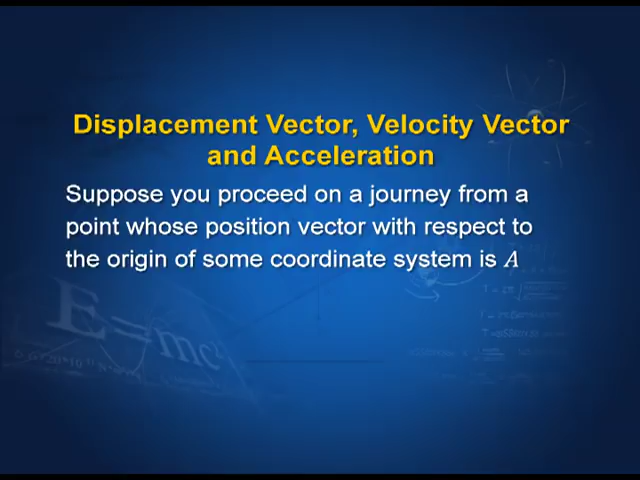 Displacement Vector, Velocity Vector
and Acceleration
Suppose you proceed on a journey from a
point whose position vector with respect to
the origin of some coordinate system is A
E=mc²